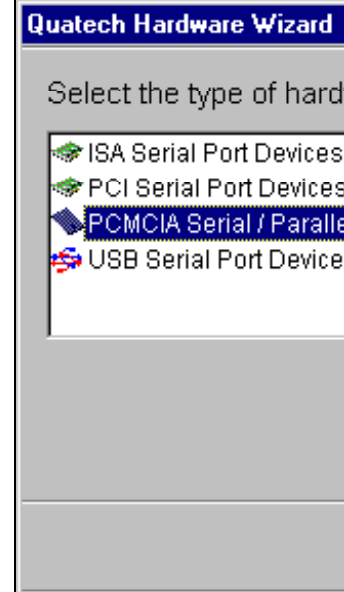 Quatech Hardware Wizard
Select the type of hard
ISA Serial Port Devices
PCI Serial Port Devices
PCMCIA Serial / Paralle
USB Serial Port Device